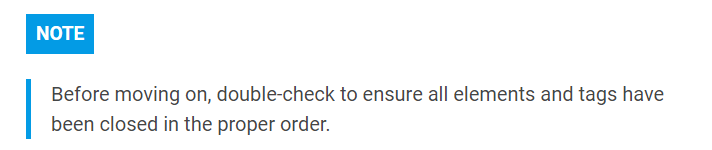 NOTE
Before moving on, double-check to ensure all elements and tags have
been closed in the proper order.